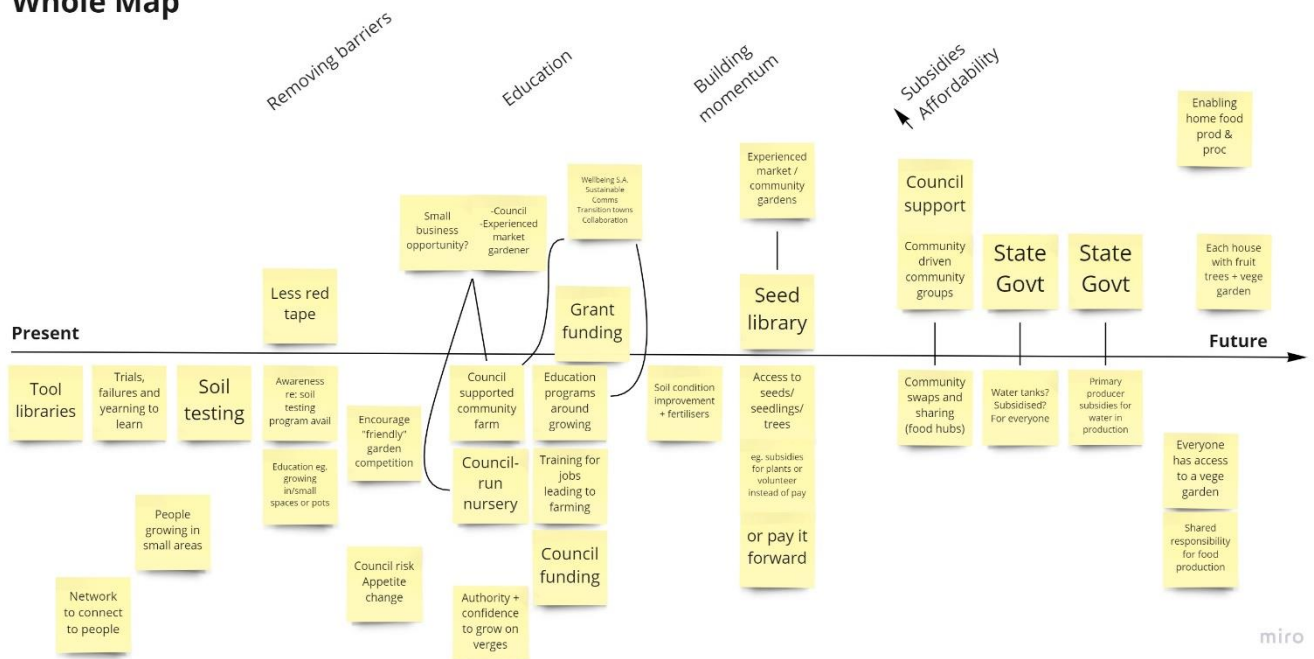 Whole Map
Removing barriers
Education
Building
momentum
Subsidies
Affordability
Enabling
home food
prod &
proc
Experienced
market /
community
gardens
Wellbeing S.A.
Sustainable
Comms
Transition towns
Collaboration
Council
support
Small
business
opportunity?
-Council
-Experienced
market
gardener
Community
driven
community
groups
State
Govt
State
Govt
Each house
with fruit
trees + vege
garden
Less red
tape
Grant
funding
Seed
library
Present
Future
Tool
libraries
Trials,
failures and
yearning to
learn
Soil
testing
Awareness
re: soil
testing
program avail
Encourage
"friendly"
garden
competition
Council
supported
community
farm
Education
programs
around
growing
Soil condition
improvement
+ fertilisers
Access to
seeds/
seedlings/
trees
Community
swaps and
sharing
(food hubs)
Water tanks?
Subsidised?
For everyone
Primary
producer
subsidies for
water in
production
Education eg.
growing
in/small
spaces or pots
Council-
run
nursery
Training for
jobs
leading to
farming
eg. subsidies
for plants or
volunteer
instead of pay
Everyone
has access
to a vege
garden
People
growing in
small areas
Council
funding
or pay it
forward
Shared
responsibility
for food
production
Network
to connect
to people
Council risk
Appetite
change
Authority +
confidence
to grow on
verges
miro